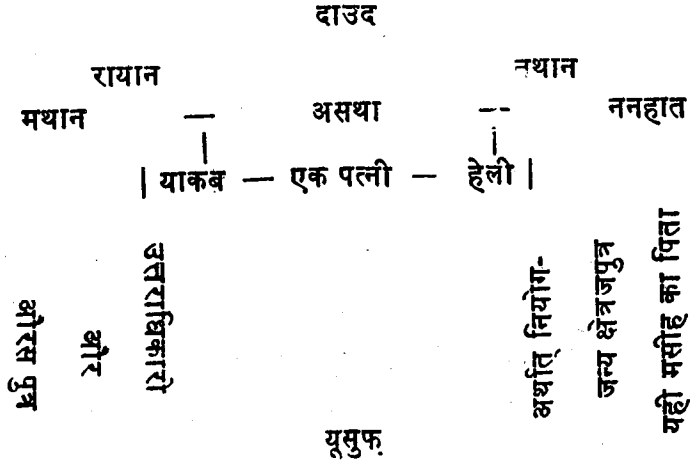 दाउद
रायान नथान
मथान — असथा -- ननहात
| याकब — एक पत्नी — हेली |
औरस पुत्र
और
उत्तराधिकारी
अर्थात् नियोग-
जन्य क्षेत्रजपुत्र
यही मसीह का पिता
यूसुफ़